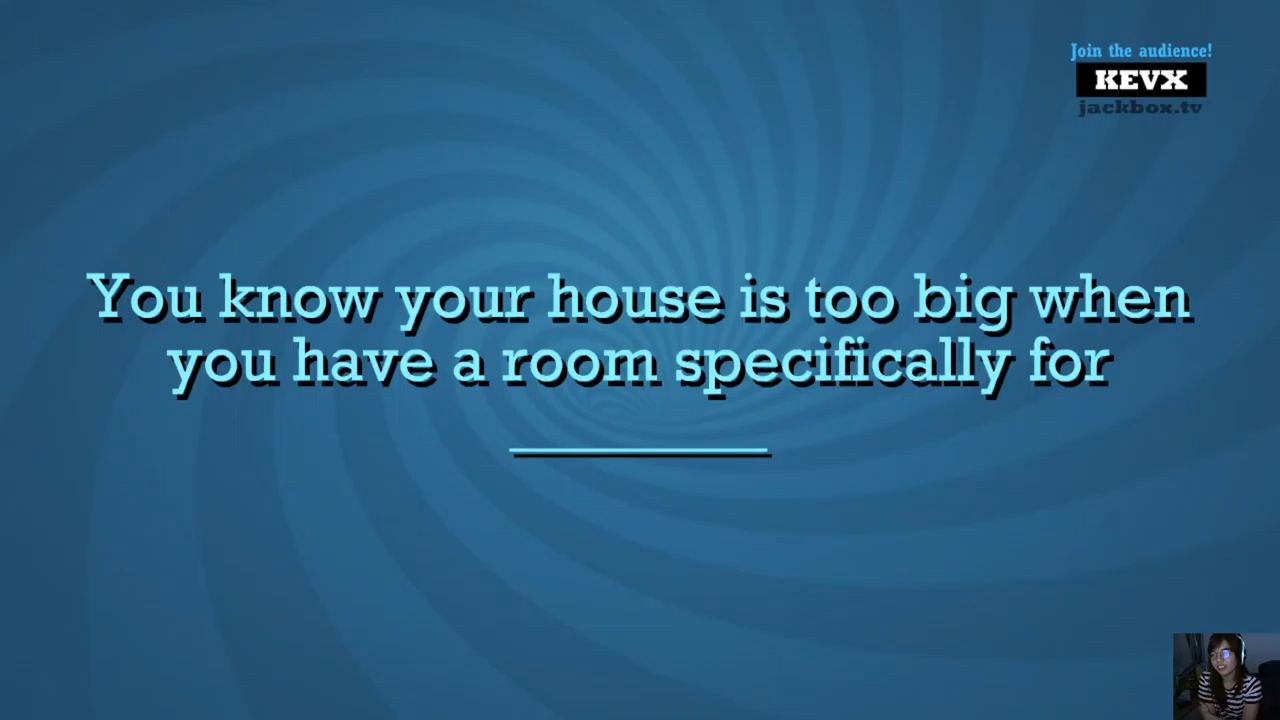 Join the audience!
KEVX
jackbox.tv
You know your house is too big when
you have a room specifically for
__________